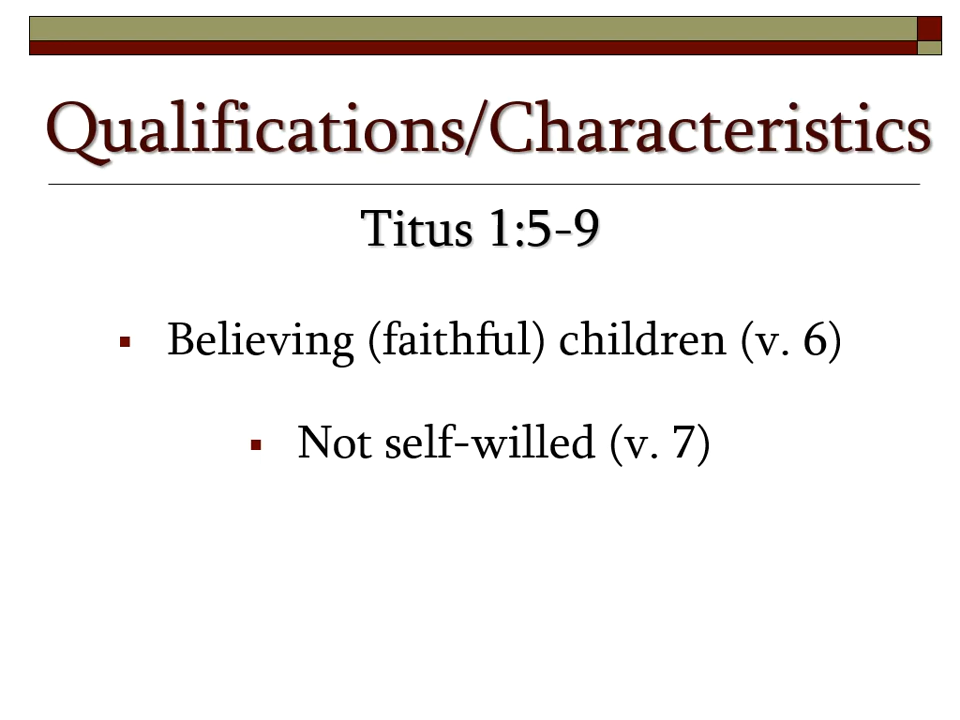 Qualifications/Characteristics
Titus 1:5-9
▪ Believing (faithful) children (v. 6)
▪ Not self-willed (v. 7)